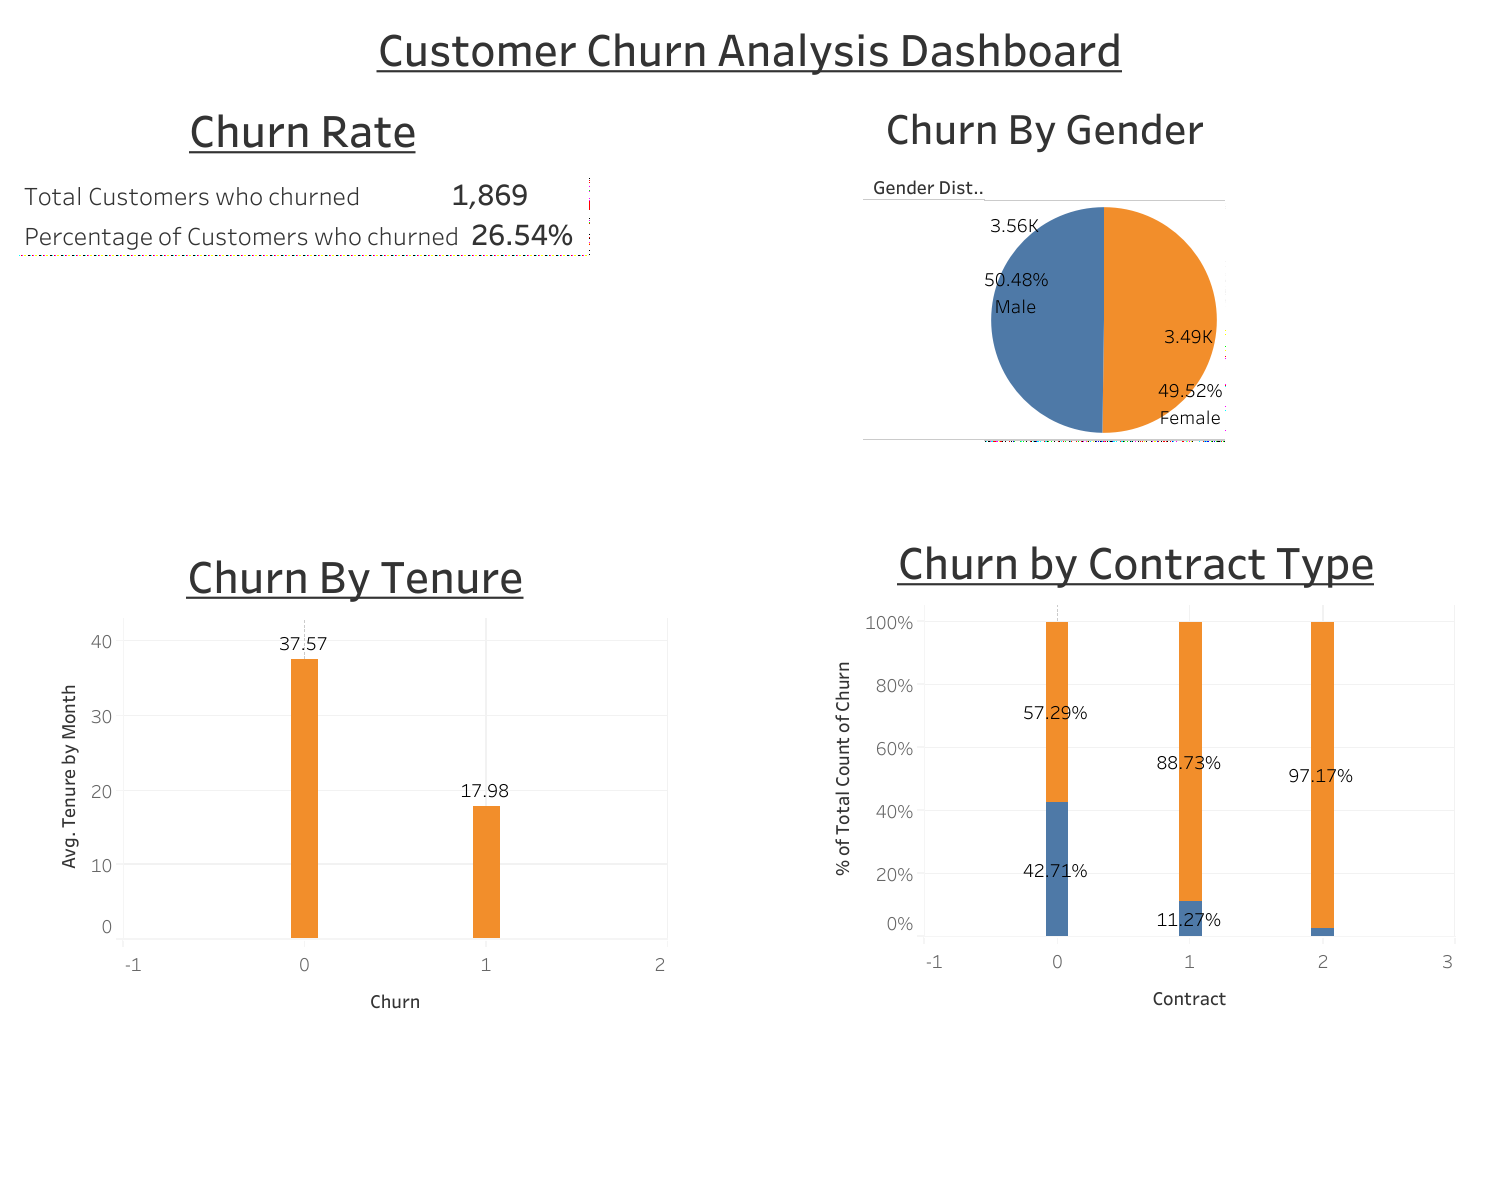 Customer Churn Analysis Dashboard
Churn Rate
Total Customers who churned 1,869
Percentage of Customers who churned 26.54%
Churn By Gender
Gender Dist..
3.56K
50.48%
Male
3.49K
49.52%
Female
Churn By Tenure
Avg. Tenure by Month
40
30
20
10
0
37.57
17.98
-1 0 1 2
Churn
Churn by Contract Type
% of Total Count of Churn
100%
80%
60%
40%
20%
0%
57.29%
88.73%
97.17%
42.71%
11.27%
-1 0 1 2 3
Contract